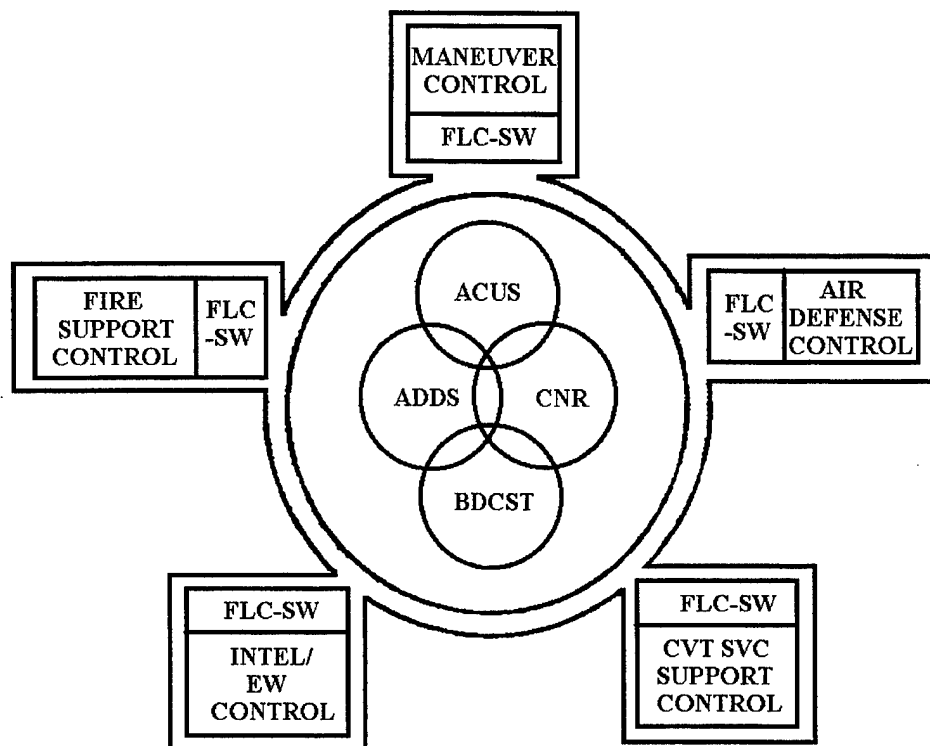 MANEUVER
CONTROL
FLC-SW
FIRE
SUPPORT
CONTROL
FLC
-SW
FLC
-SW
AIR
DEFENSE
CONTROL
ACUS
ADDS
CNR
BDCST
FLC-SW
INTEL/
EW
CONTROL
FLC-SW
CVT SVC
SUPPORT
CONTROL